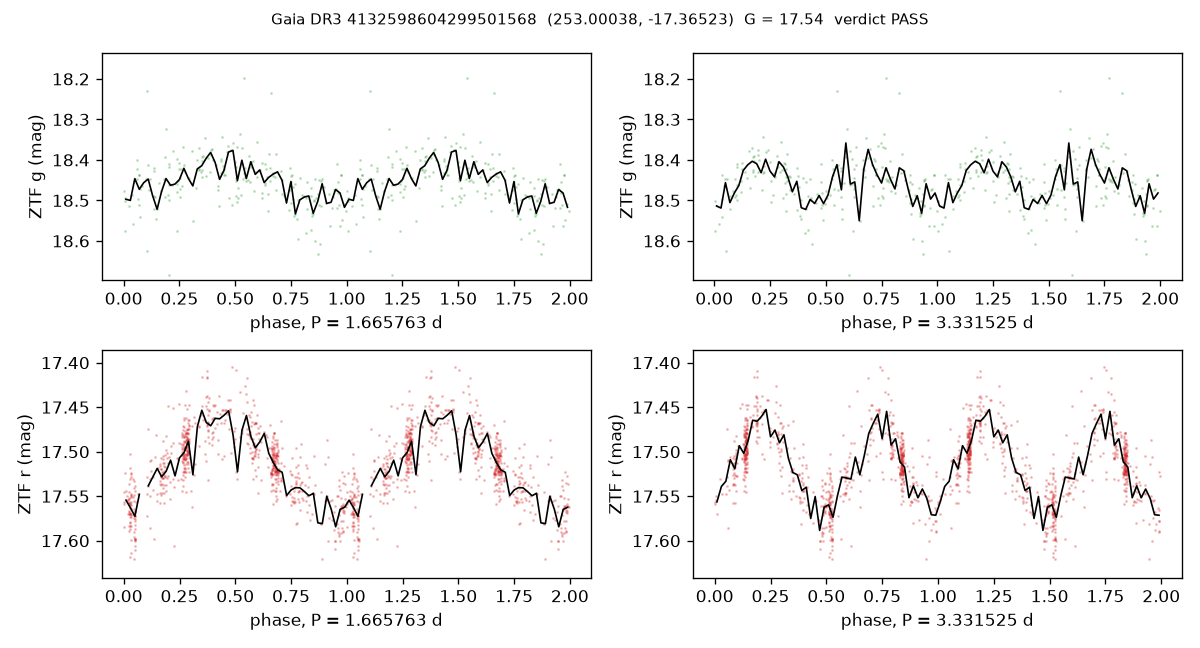 Gaia DR3 4132598604299501568 (253.00038, -17.36523) G = 17.54 verdict PASS
ZTF g (mag)
18.2
18.3
18.4
18.5
18.6
0.00 0.25 0.50 0.75 1.00 1.25 1.50 1.75 2.00
phase, P = 1.665763 d
ZTF g (mag)
18.2
18.3
18.4
18.5
18.6
0.00 0.25 0.50 0.75 1.00 1.25 1.50 1.75 2.00
phase, P = 3.331525 d
ZTF r (mag)
17.40
17.45
17.50
17.55
17.60
0.00 0.25 0.50 0.75 1.00 1.25 1.50 1.75 2.00
phase, P = 1.665763 d
ZTF r (mag)
17.40
17.45
17.50
17.55
17.60
0.00 0.25 0.50 0.75 1.00 1.25 1.50 1.75 2.00
phase, P = 3.331525 d